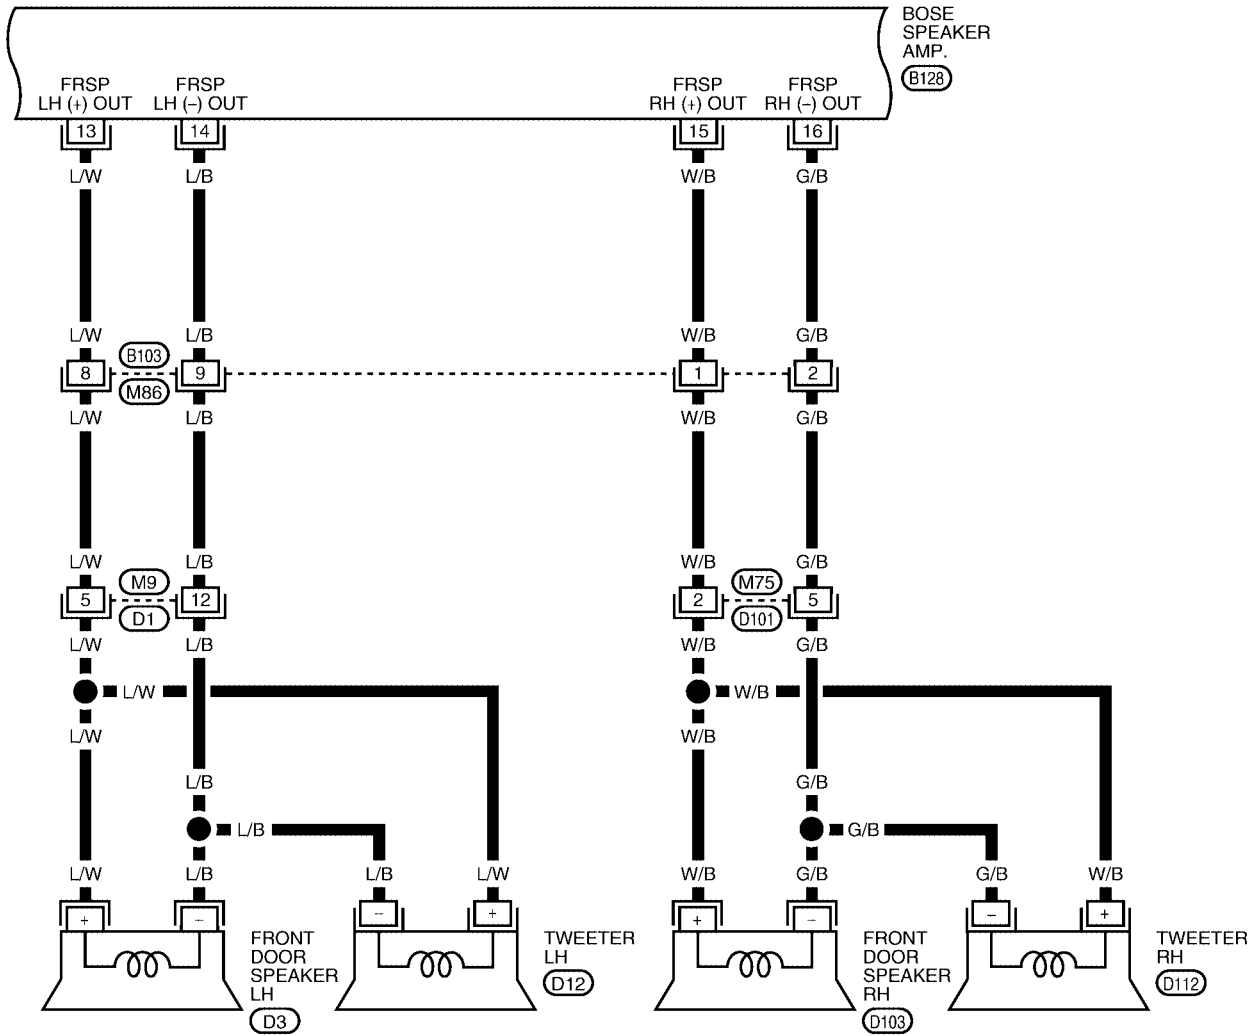 BOSE
SPEAKER
AMP.
B128
FRSP FRSP FRSP FRSP
LH (+) OUT LH (–) OUT RH (+) OUT RH (–) OUT
13 14 15 16
L/W L/B W/B G/B
L/W L/B W/B G/B
B103
8 9 1 2
M86
L/W L/B W/B G/B
L/W L/B W/B G/B
M9 M75
5 12 2 5
D1 D101
L/W L/B W/B G/B
L/W W/B
L/W W/B
L/B G/B
L/B G/B
L/W L/B L/B L/W W/B G/B G/B W/B
+ – – + + – – +
FRONT
DOOR
SPEAKER
LH
D3
TWEETER
LH
D12
FRONT
DOOR
SPEAKER
RH
D103
TWEETER
RH
D112